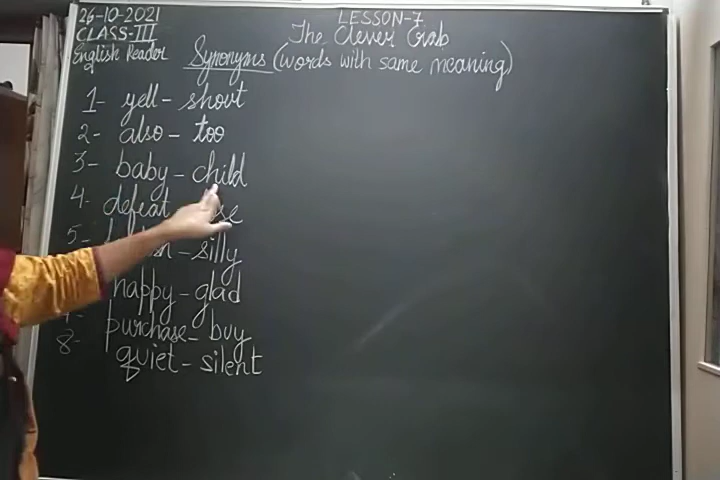 26-10-2021
CLASS-III
English Reader
LESSON-7
The Clever Crab
Synonyms (words with same meaning)
1- yell - shout
2- also - too
3- baby - child
4- defeat
5- - silly
happy - glad
purchase - buy
8- quiet - silent